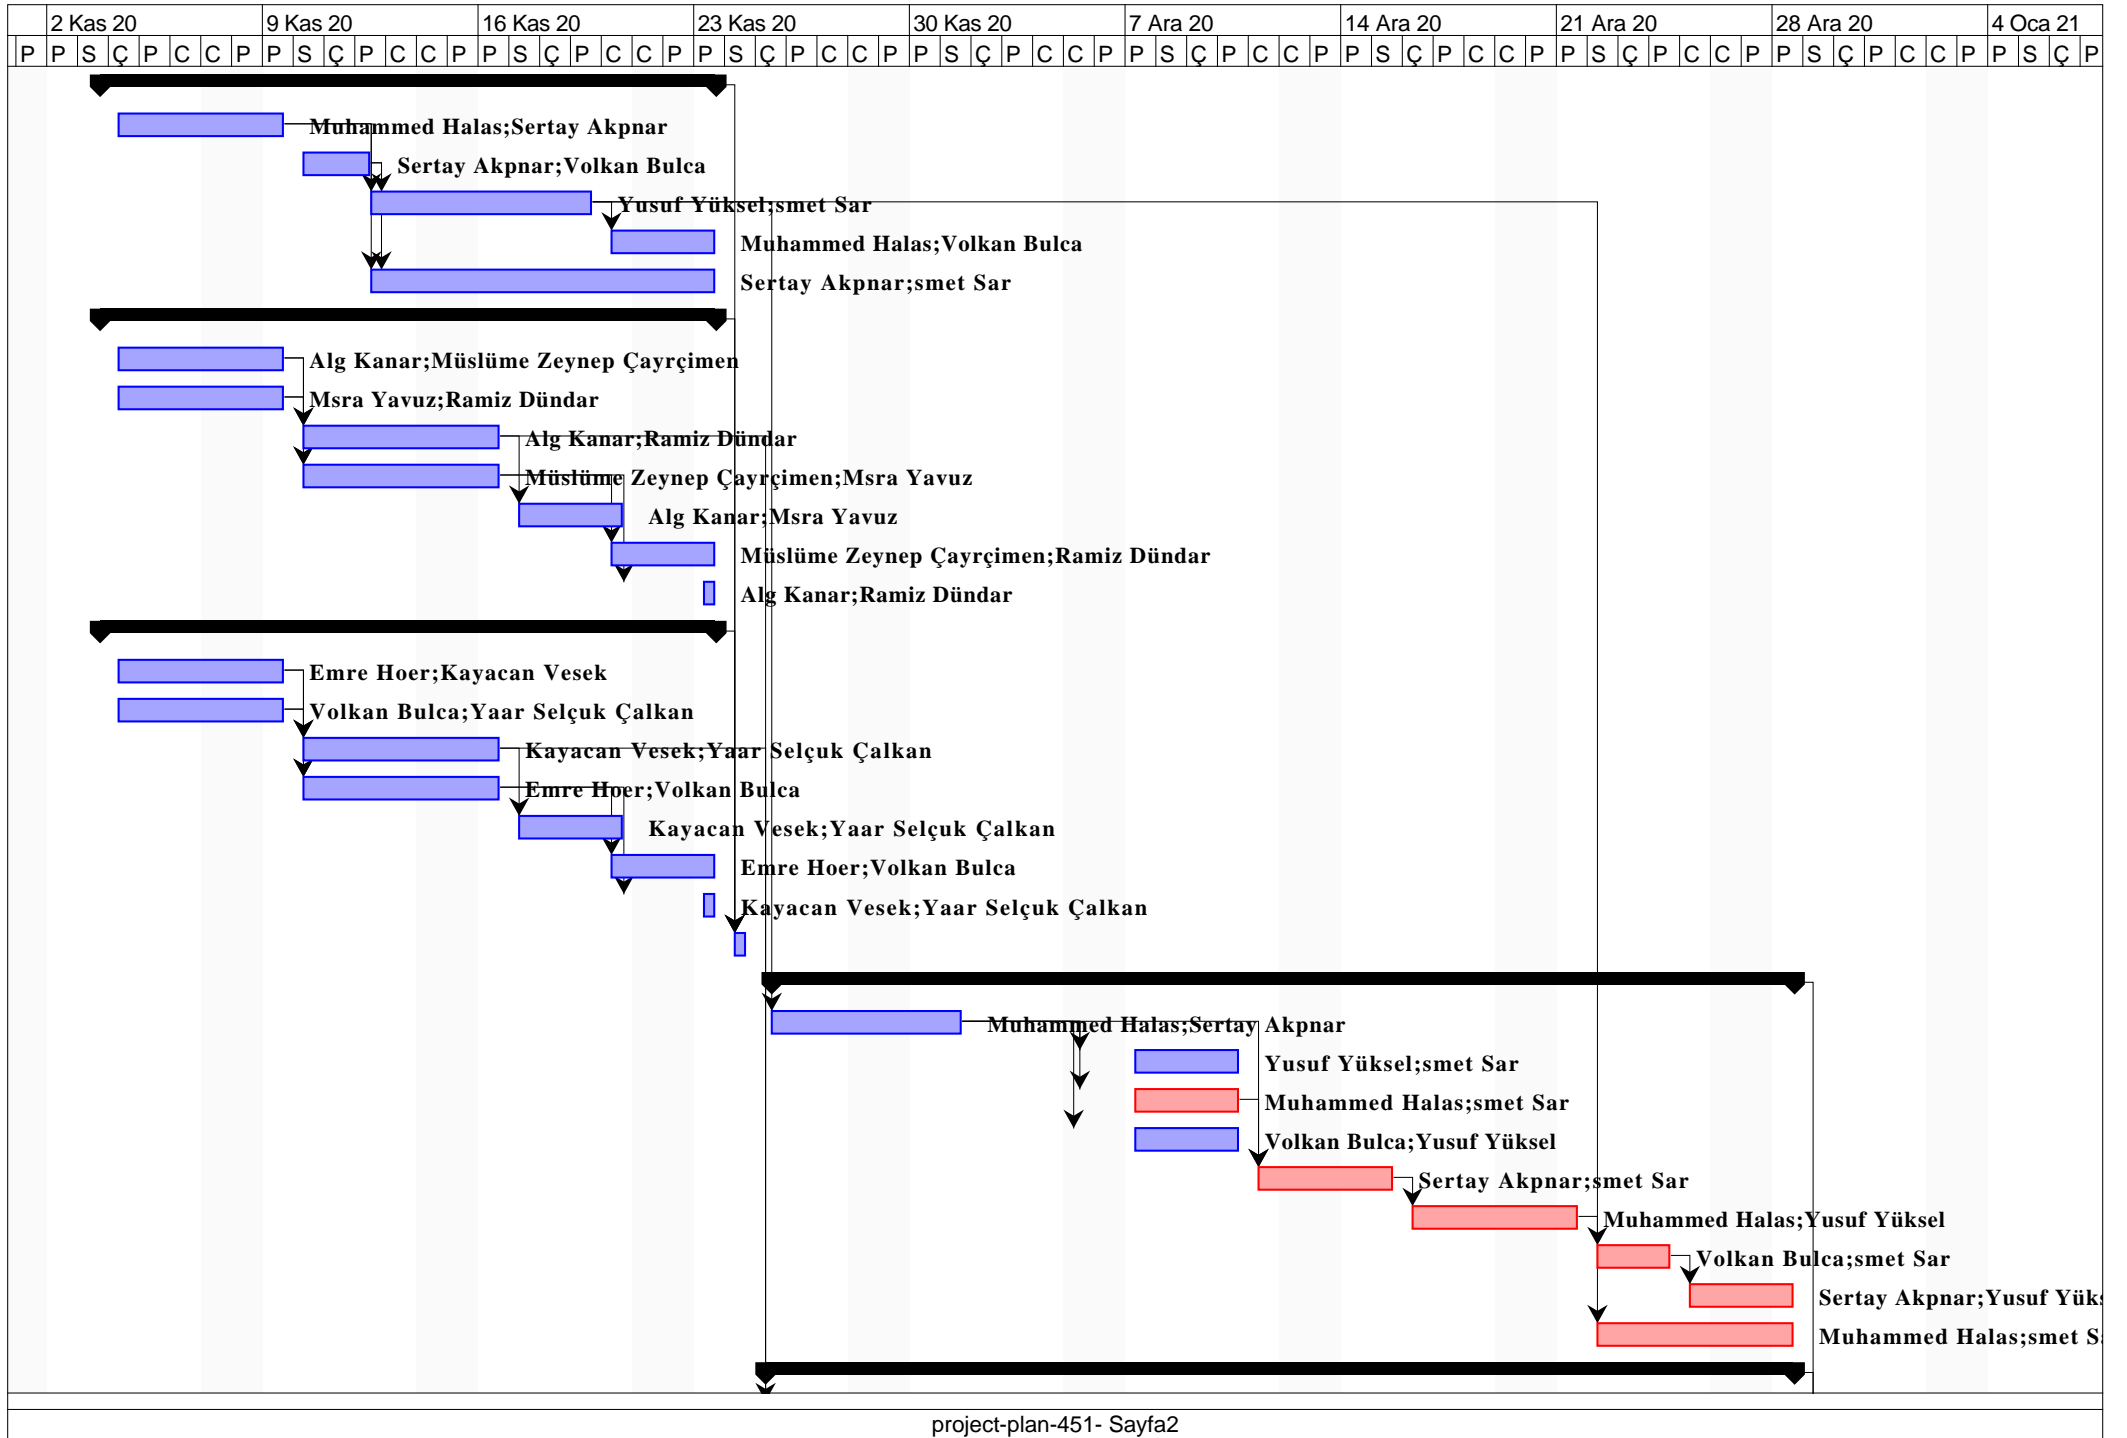 2 Kas 20 9 Kas 20 16 Kas 20 23 Kas 20 30 Kas 20 7 Ara 20 14 Ara 20 21 Ara 20 28 Ara 20 4 Oca 21
P P S Ç P C C P P S Ç P C C P P S Ç P C C P P S Ç P C C P P S Ç P C C P P S Ç P C C P P S Ç P C C P P S Ç P C C P P S Ç P C C P P S Ç P
Muhammed Halas;Sertay Akpnar
Sertay Akpnar;Volkan Bulca
Yusuf Yüksel;smet Sar
Muhammed Halas;Volkan Bulca
Sertay Akpnar;smet Sar
Alg Kanar;Müslüme Zeynep Çayrçimen
Msra Yavuz;Ramiz Dündar
Alg Kanar;Ramiz Dündar
Müslüme Zeynep Çayrçimen;Msra Yavuz
Alg Kanar;Msra Yavuz
Müslüme Zeynep Çayrçimen;Ramiz Dündar
Alg Kanar;Ramiz Dündar
Emre Hoer;Kayacan Vesek
Volkan Bulca;Yaar Selçuk Çalkan
Kayacan Vesek;Yaar Selçuk Çalkan
Emre Hoer;Volkan Bulca
Kayacan Vesek;Yaar Selçuk Çalkan
Emre Hoer;Volkan Bulca
Kayacan Vesek;Yaar Selçuk Çalkan
Muhammed Halas;Sertay Akpnar
Yusuf Yüksel;smet Sar
Muhammed Halas;smet Sar
Volkan Bulca;Yusuf Yüksel
Sertay Akpnar;smet Sar
Muhammed Halas;Yusuf Yüksel
Volkan Bulca;smet Sar
Sertay Akpnar;Yusuf Yüks
Muhammed Halas;smet Sa
project-plan-451- Sayfa2